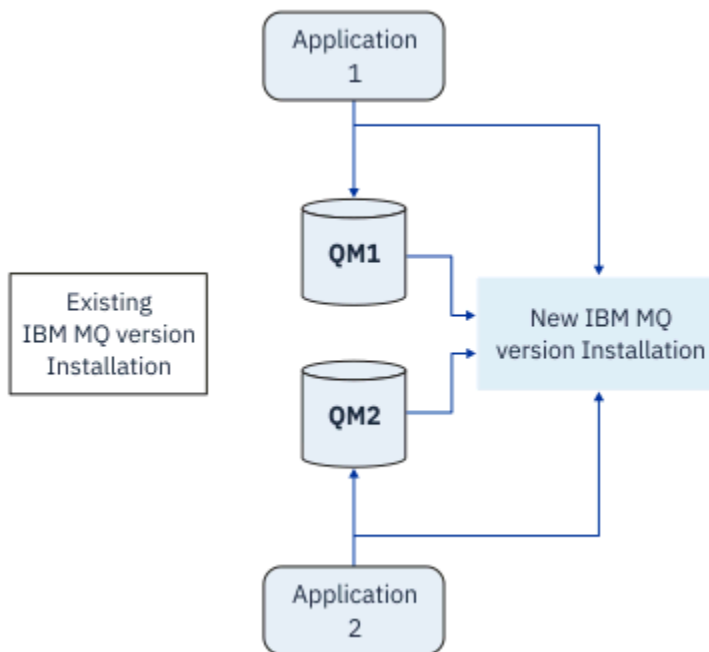 Application
1
QM1
Existing
IBM MQ version
Installation
New IBM MQ
version Installation
QM2
Application
2